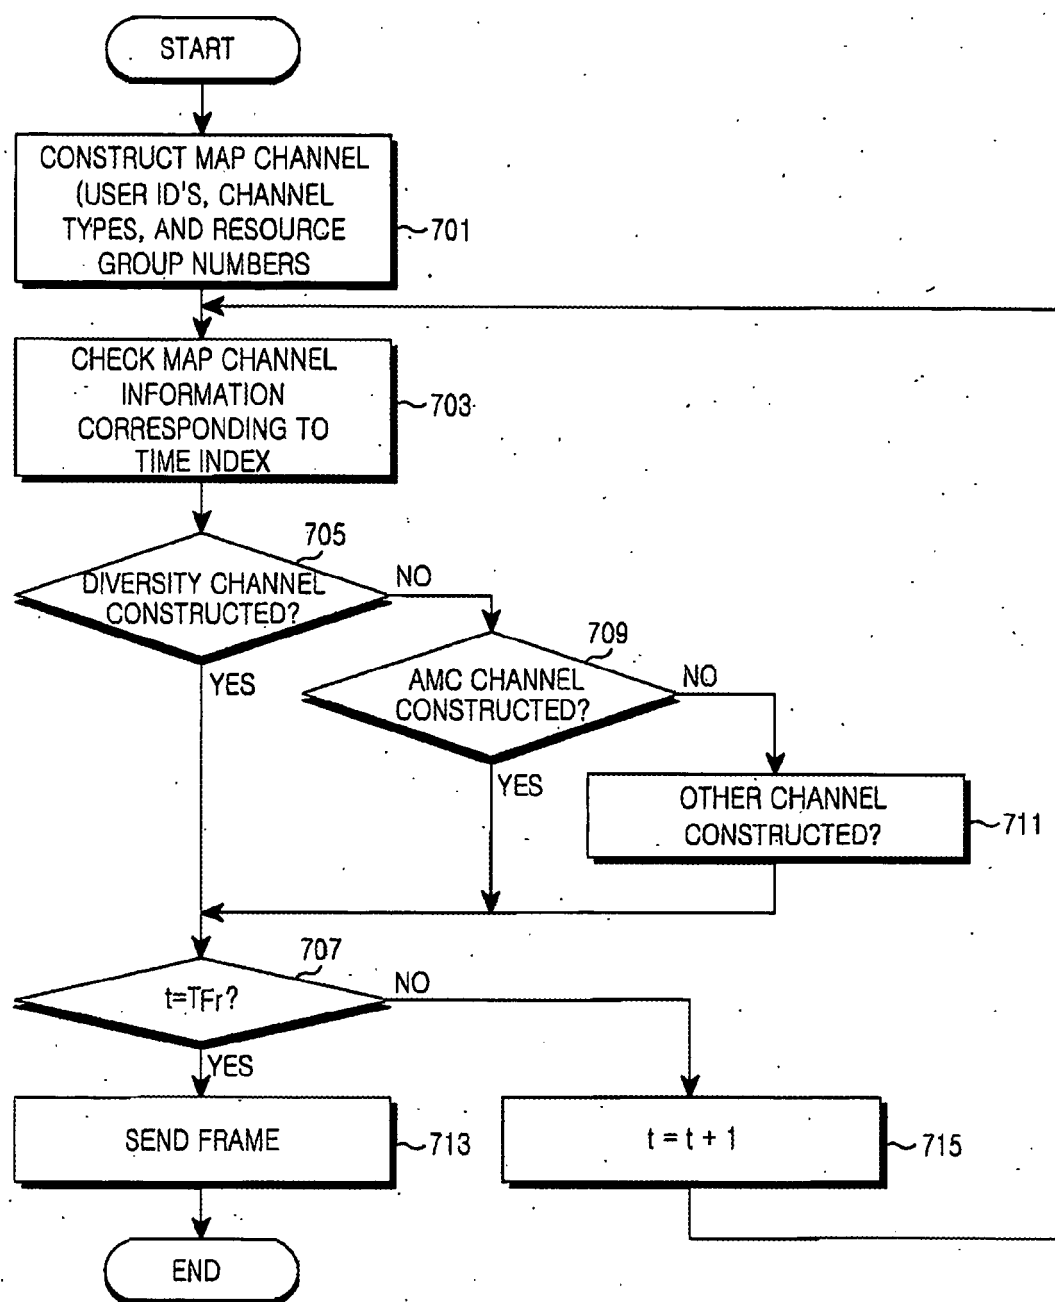 START
CONSTRUCT MAP CHANNEL
(USER ID'S, CHANNEL
TYPES, AND RESOURCE
GROUP NUMBERS
701
CHECK MAP CHANNEL
INFORMATION
CORRESPONDING TO
TIME INDEX
703
705
DIVERSITY CHANNEL
CONSTRUCTED?
NO
YES
709
AMC CHANNEL
CONSTRUCTED?
NO
YES
OTHER CHANNEL
CONSTRUCTED?
711
707
t=TFr?
NO
YES
SEND FRAME
713
t = t + 1
715
END